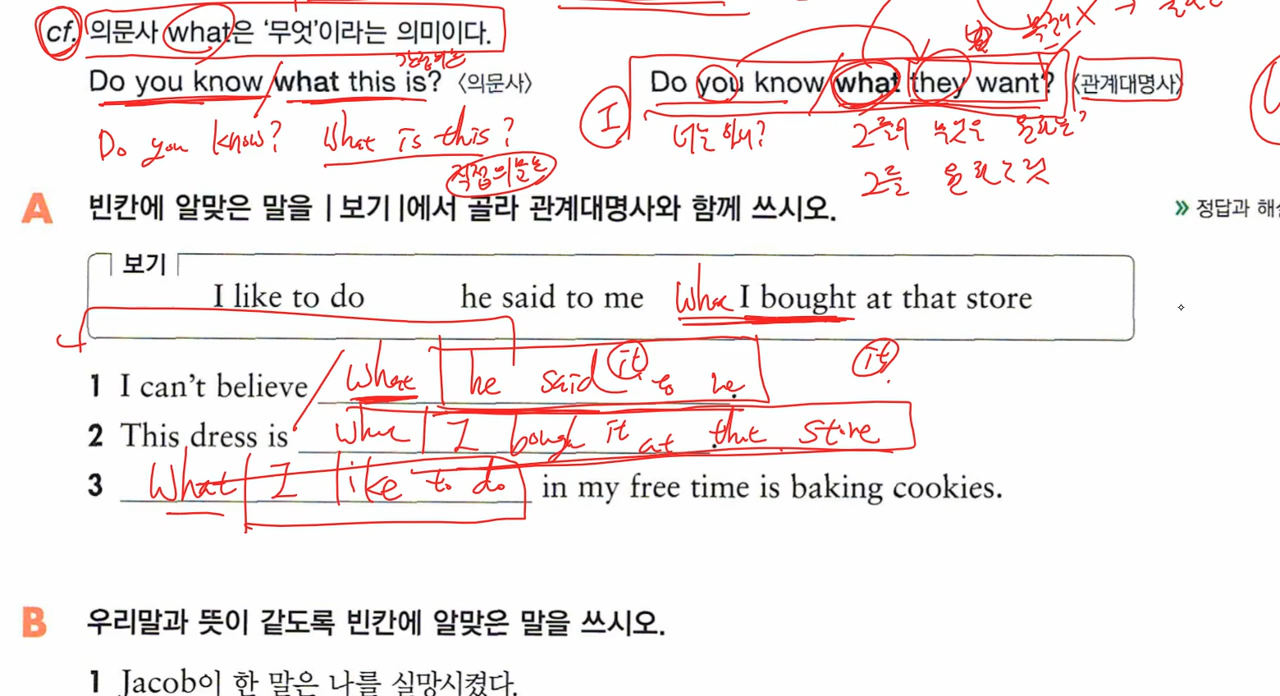 cf. 의문사 what은 '무엇'이라는 의미이다.
간접의문
Do you know / what this is? 〈의문사〉
Do you know? What is this?
직접의문문
I Do you know / what they want? 〈관계대명사〉
너는 아니? 그들이 무엇을 원하는지?
그들 원하는 것
A 빈칸에 알맞은 말을 | 보기 |에서 골라 관계대명사와 함께 쓰시오.
» 정답과 해설
보기
I like to do he said to me what I bought at that store
it
1 I can't believe / what he said it to me.
2 This dress is / what I bough it at that store.
3 What I like to do in my free time is baking cookies.
B 우리말과 뜻이 같도록 빈칸에 알맞은 말을 쓰시오.
1 Jacob이 한 말은 나를 실망시켰다.